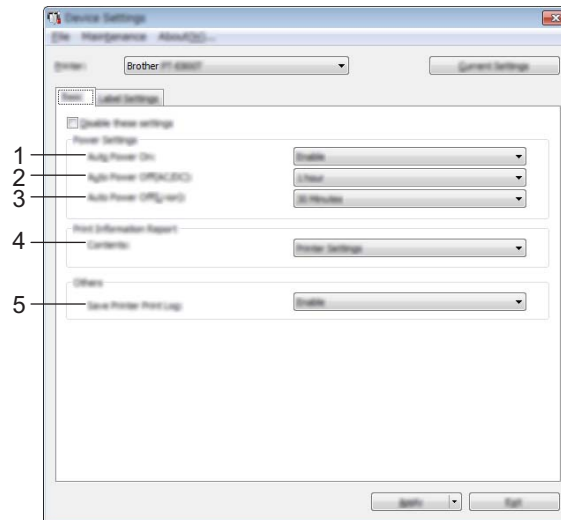 Device Settings
File Maintenance About
Printer: Brother
Current Settings
Basic Label Settings
Disable these settings
Power Settings
1 Auto Power On: Enable
2 Auto Power Off(AC/DC): 1 hour
3 Auto Power Off(Li-ion): 30 Minutes
Print Information Report
4 Contents: Printer Settings
Others
5 Save Printer Print Log: Enable
Apply Exit